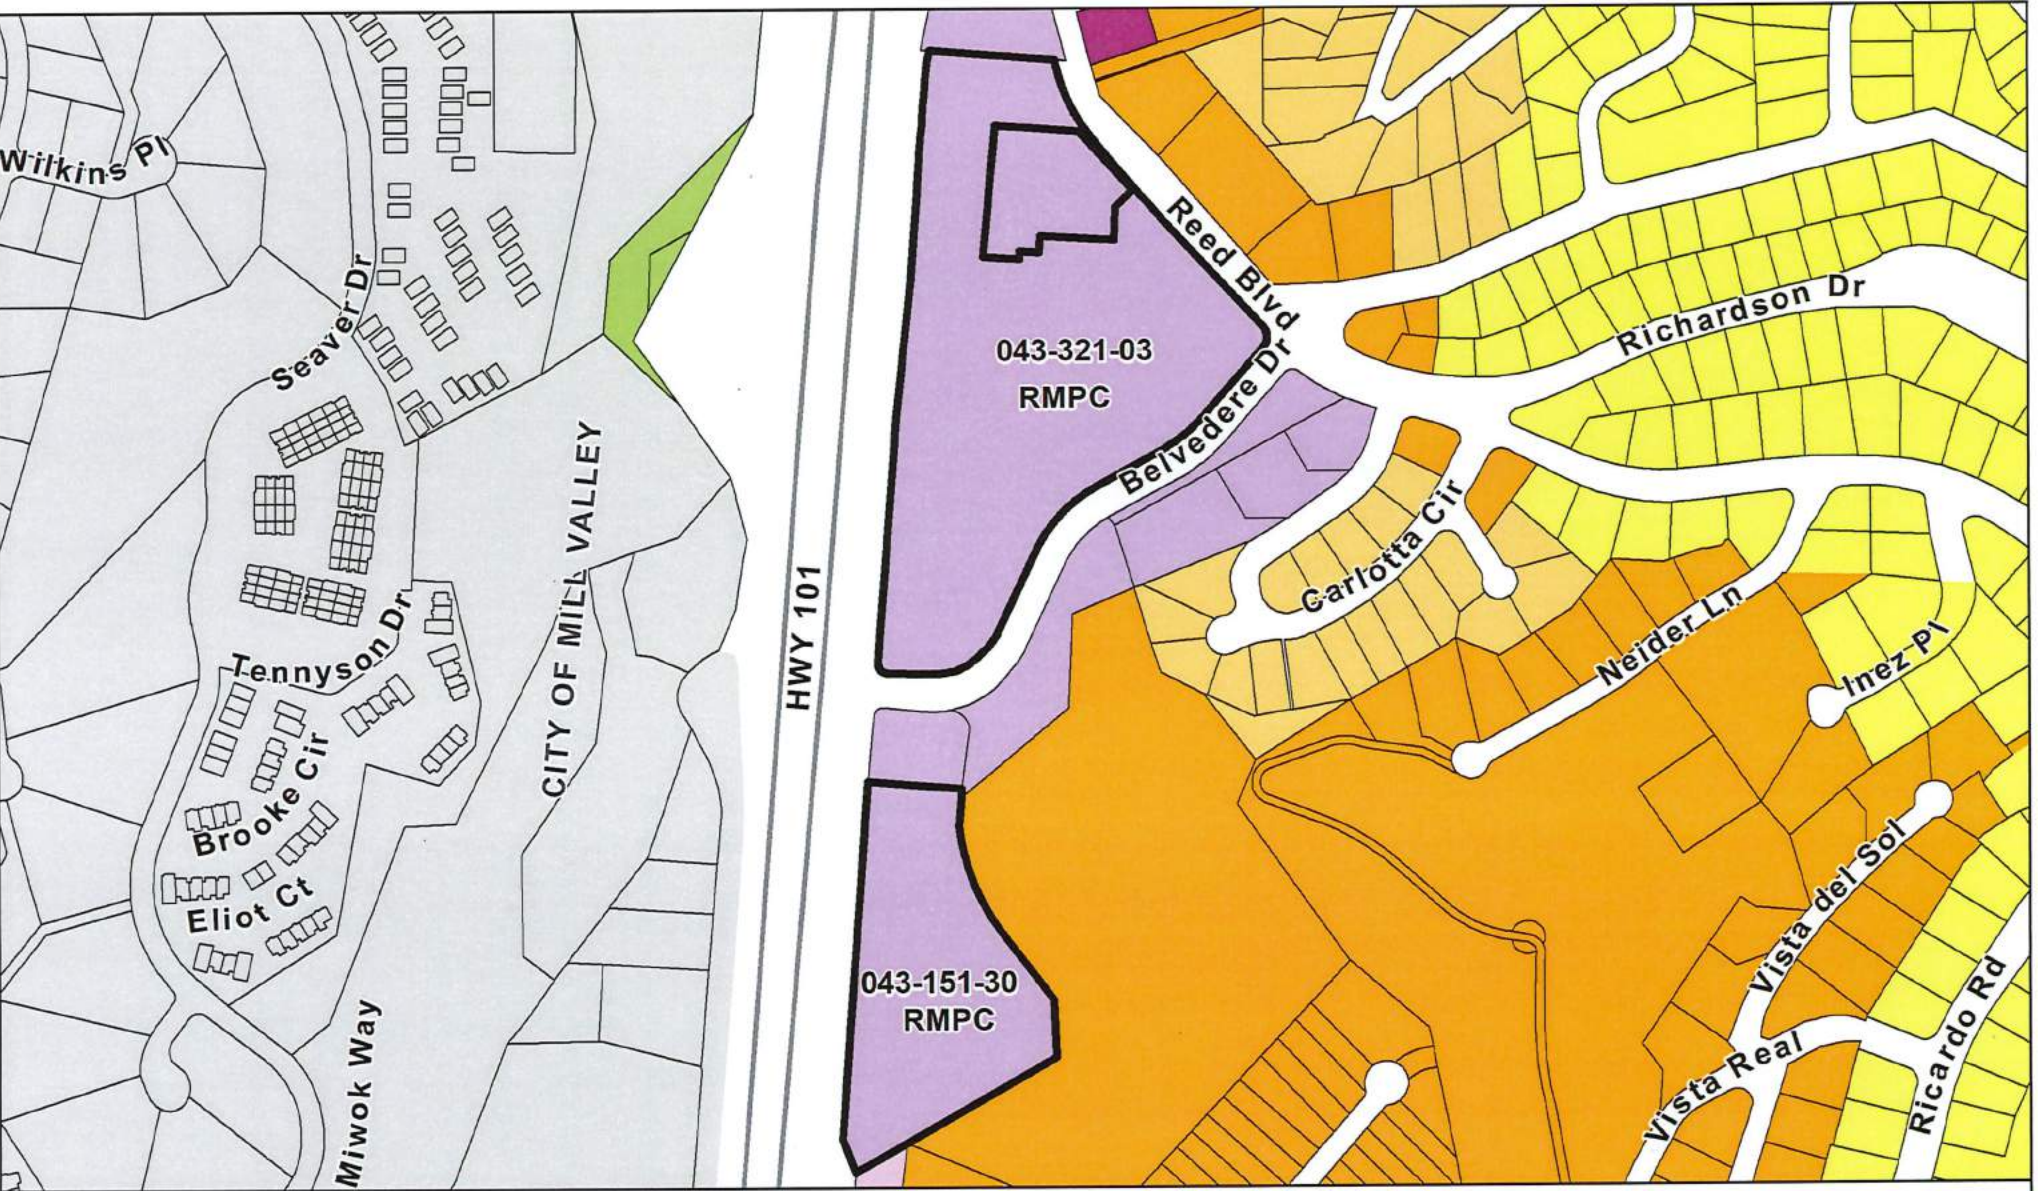 Wilkins Pl
Seaver Dr
Reed Blvd
Richardson Dr
043-321-03
RMPC
Belvedere Dr
CITY OF MILL VALLEY
HWY 101
Carlotta Cir
Tennyson Dr
Neider Ln
Inez Pl
Brooke Cir
Eliot Ct
Vista del Sol
043-151-30
RMPC
Miwok Way
Vista Real
Ricardo Rd